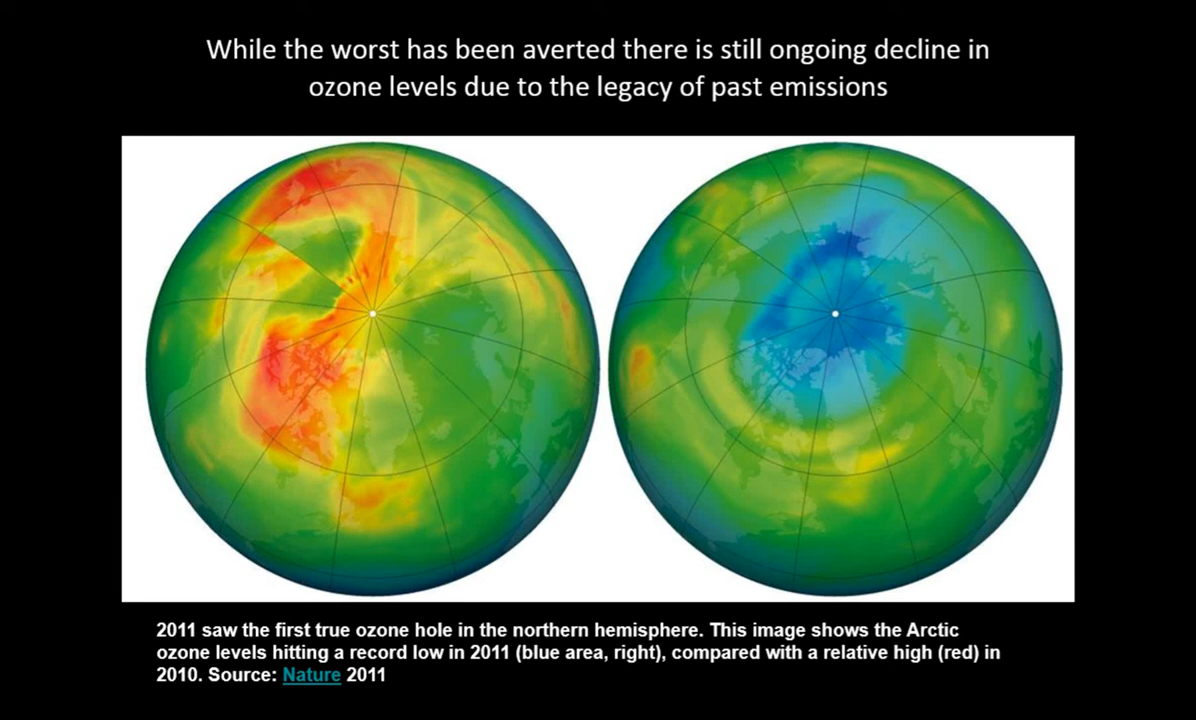 While the worst has been averted there is still ongoing decline in
ozone levels due to the legacy of past emissions
2011 saw the first true ozone hole in the northern hemisphere. This image shows the Arctic
ozone levels hitting a record low in 2011 (blue area, right), compared with a relative high (red) in
2010. Source: Nature 2011